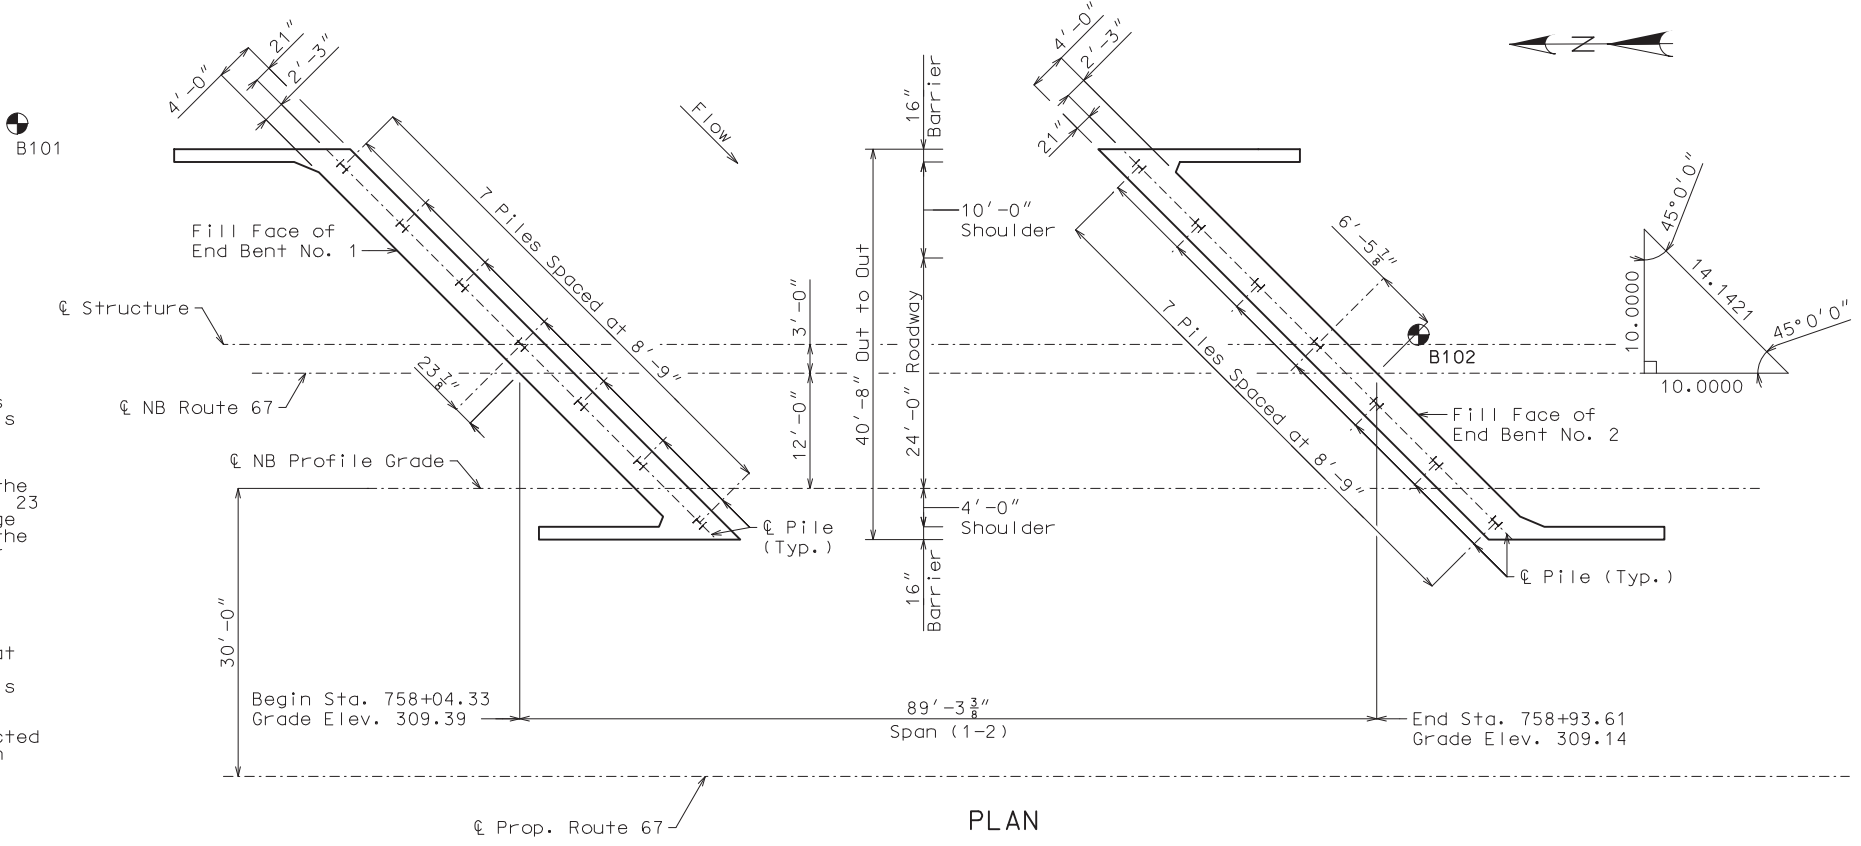 B101
4'-0"
21"
2'-3"
7 Piles Spaced at 8'-9"
Fill Face of
End Bent No. 1
℄ Structure
℄ NB Route 67
℄ NB Profile Grade
23 7/8"
℄ Pile
(Typ.)
30'-0"
Begin Sta. 758+04.33
Grade Elev. 309.39
Flow
3'-0"
12'-0"
40'-8" Out to Out
16"
Barrier
10'-0"
Shoulder
24'-0" Roadway
4'-0"
Shoulder
16"
Barrier
89'-3 3/8"
Span (1-2)
4'-0"
2'-3"
21"
7 Piles Spaced at 8'-9"
6'-5 7/8"
B102
Fill Face of
End Bent No. 2
℄ Pile (Typ.)
End Sta. 758+93.61
Grade Elev. 309.14
N
45°0'0"
14.1421
10.0000
45°0'0"
10.0000
℄ Prop. Route 67
PLAN
23